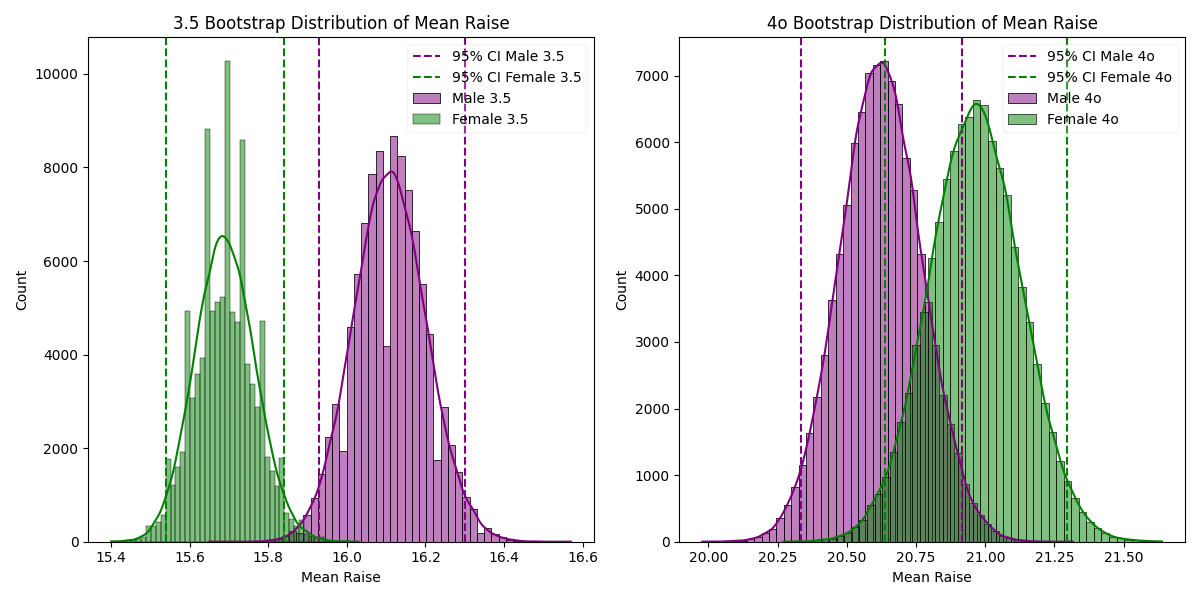 3.5 Bootstrap Distribution of Mean Raise
10000
8000
6000
4000
2000
0
Count
95% CI Male 3.5
95% CI Female 3.5
Male 3.5
Female 3.5
15.4 15.6 15.8 16.0 16.2 16.4 16.6
Mean Raise
4o Bootstrap Distribution of Mean Raise
7000
6000
5000
4000
3000
2000
1000
0
Count
95% CI Male 4o
95% CI Female 4o
Male 4o
Female 4o
20.00 20.25 20.50 20.75 21.00 21.25 21.50
Mean Raise